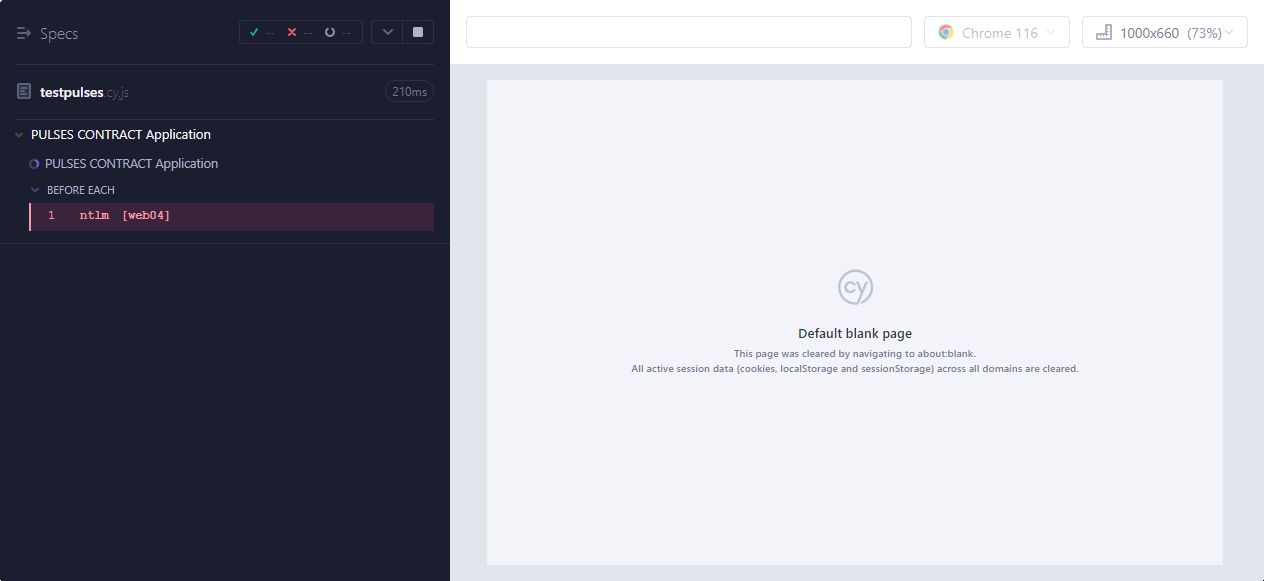 Specs
-- -- --
Chrome 116
1000x660 (73%)
testpulses.cy.js
210ms
PULSES CONTRACT Application
PULSES CONTRACT Application
BEFORE EACH
1 ntlm [web04]
cy
Default blank page
This page was cleared by navigating to about:blank.
All active session data (cookies, localStorage and sessionStorage) across all domains are cleared.